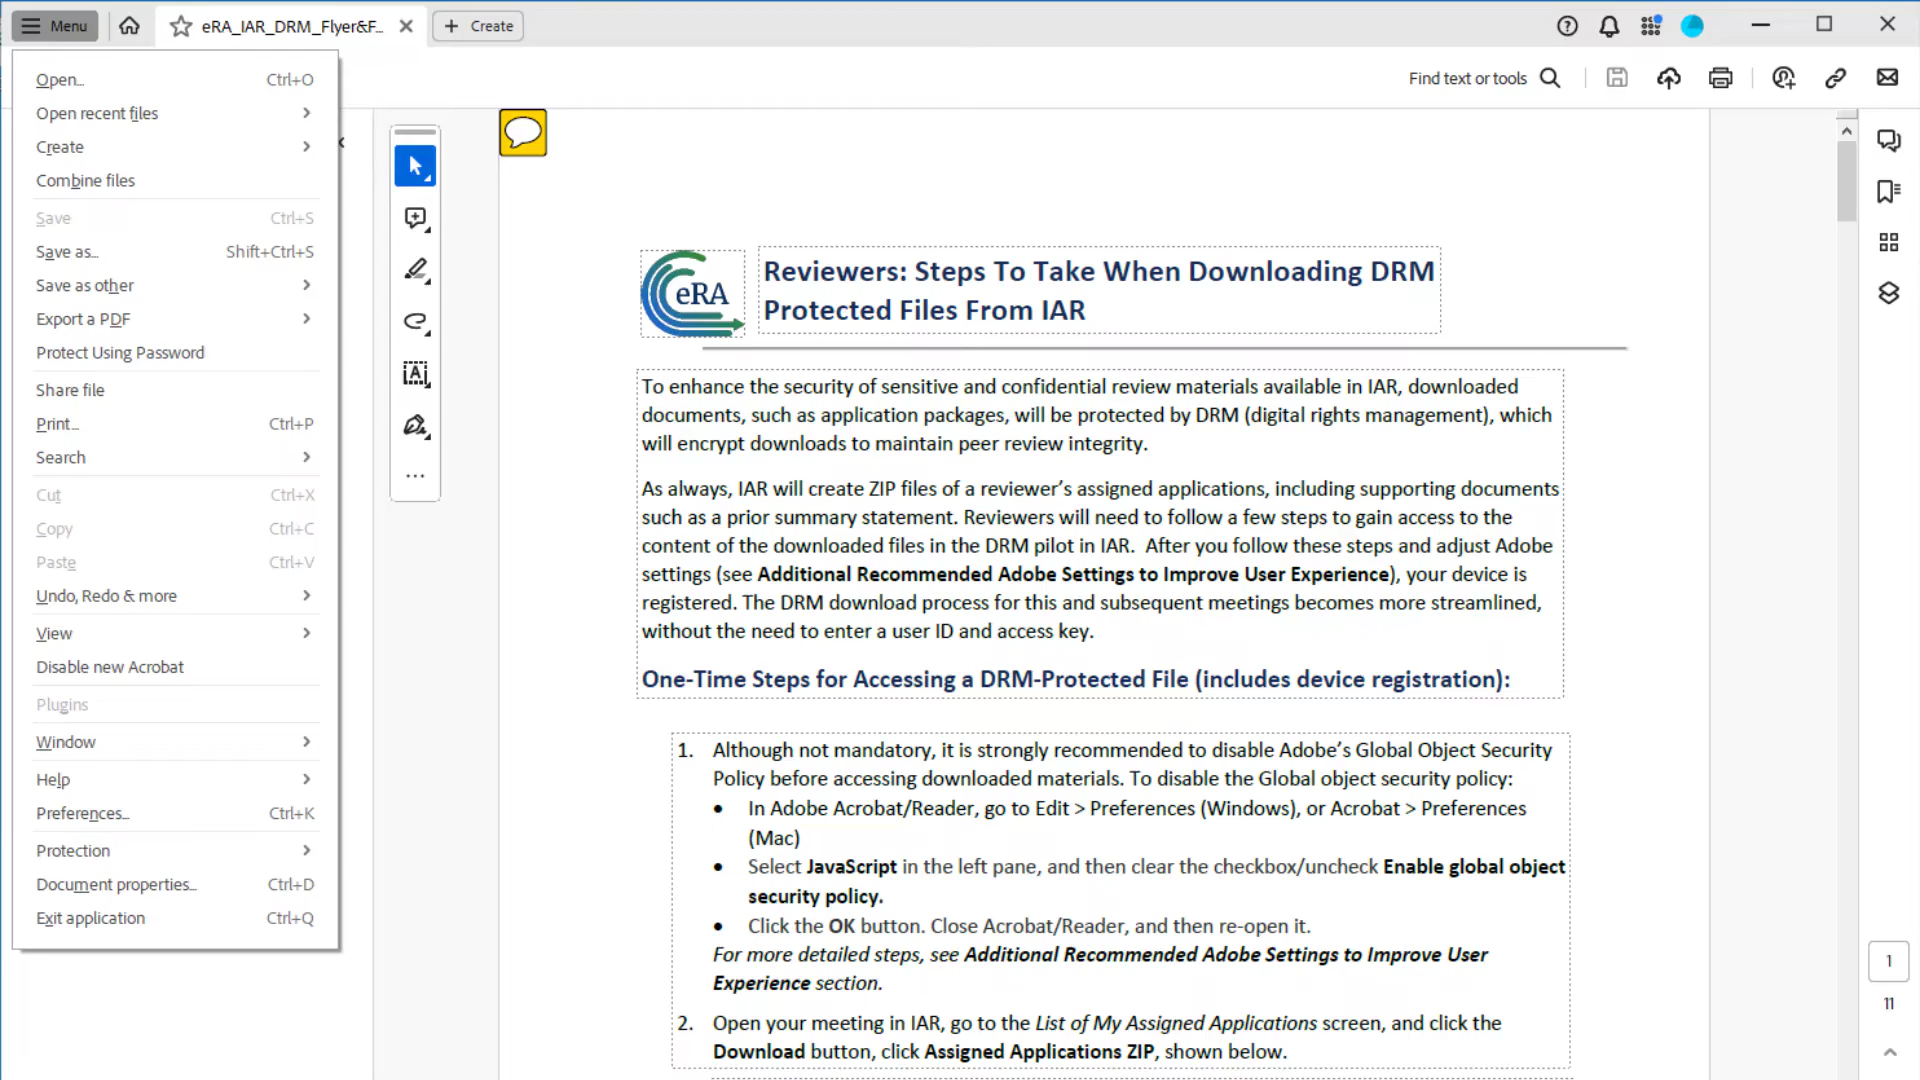 Menu
eRA_IAR_DRM_Flyer&F...
Create
Find text or tools
Open... Ctrl+O
Open recent files
Create
Combine files
Save Ctrl+S
Save as... Shift+Ctrl+S
Save as other
Export a PDF
Protect Using Password
Share file
Print... Ctrl+P
Search
Cut Ctrl+X
Copy Ctrl+C
Paste Ctrl+V
Undo, Redo & more
View
Disable new Acrobat
Plugins
Window
Help
Preferences... Ctrl+K
Protection
Document properties... Ctrl+D
Exit application Ctrl+Q
eRA
Reviewers: Steps To Take When Downloading DRM
Protected Files From IAR
To enhance the security of sensitive and confidential review materials available in IAR, downloaded
documents, such as application packages, will be protected by DRM (digital rights management), which
will encrypt downloads to maintain peer review integrity.
As always, IAR will create ZIP files of a reviewer’s assigned applications, including supporting documents
such as a prior summary statement. Reviewers will need to follow a few steps to gain access to the
content of the downloaded files in the DRM pilot in IAR.  After you follow these steps and adjust Adobe
settings (see Additional Recommended Adobe Settings to Improve User Experience), your device is
registered. The DRM download process for this and subsequent meetings becomes more streamlined,
without the need to enter a user ID and access key.
One-Time Steps for Accessing a DRM-Protected File (includes device registration):
1. Although not mandatory, it is strongly recommended to disable Adobe’s Global Object Security
Policy before accessing downloaded materials. To disable the Global object security policy:
• In Adobe Acrobat/Reader, go to Edit > Preferences (Windows), or Acrobat > Preferences
(Mac)
• Select JavaScript in the left pane, and then clear the checkbox/uncheck Enable global object
security policy.
• Click the OK button. Close Acrobat/Reader, and then re-open it.
For more detailed steps, see Additional Recommended Adobe Settings to Improve User
Experience section.
2. Open your meeting in IAR, go to the List of My Assigned Applications screen, and click the
Download button, click Assigned Applications ZIP, shown below.
1
11